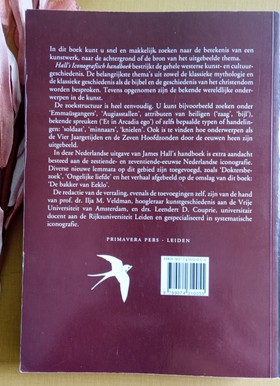 In dit boek kunt u snel en makkelijk zoeken naar de betekenis van een
kunstwerk, naar de achtergrond of de bron van het uitgebeelde thema.
Hall's Iconografisch handboek bestrijkt de gehele westerse kunst- en cultuur-
geschiedenis. De belangrijkste thema's uit zowel de klassieke mythologie en
de klassieke geschiedenis als de bijbel en de geschiedenis van het christendom
worden besproken. Tevens opgenomen zijn de bekende wereldlijke onder-
werpen in de kunst.
De zoekstructuur is heel eenvoudig. U kunt bijvoorbeeld zoeken onder
'Emmaüsgangers', 'Augiasstallen', attributen van heiligen ('zaag', 'bijl'),
bekende spreuken ('Et in Arcadia ego') of zelfs bepaalde typen of handelin-
gen: 'soldaat', 'minnaars', 'knielen'. Ook is te vinden hoe onderwerpen als
de Vier Jaargetijden en de Zeven Hoofdzonden door de eeuwen heen zijn
uitgebeeld.
In deze Nederlandse uitgave van James Hall's handboek is extra aandacht
besteed aan de zestiende- en zeventiende-eeuwse Nederlandse iconografie.
Diverse nieuwe lemmata op dit gebied zijn toegevoegd, zoals 'Doktersbe-
zoek', 'Ongelijke liefde' en het verhaal afgebeeld op de omslag van dit boek:
'De bakker van Eeklo'.
De redactie van de vertaling, evenals de toevoegingen zelf, zijn van de hand
van prof. dr. Ilja M. Veldman, hoogleraar kunstgeschiedenis aan de Vrije
Universiteit van Amsterdam, en drs. Leendert D. Couprie, universitair
docent aan de Rijksuniversiteit Leiden en gespecialiseerd in systematische
iconografie.
PRIMAVERA PERS - LEIDEN